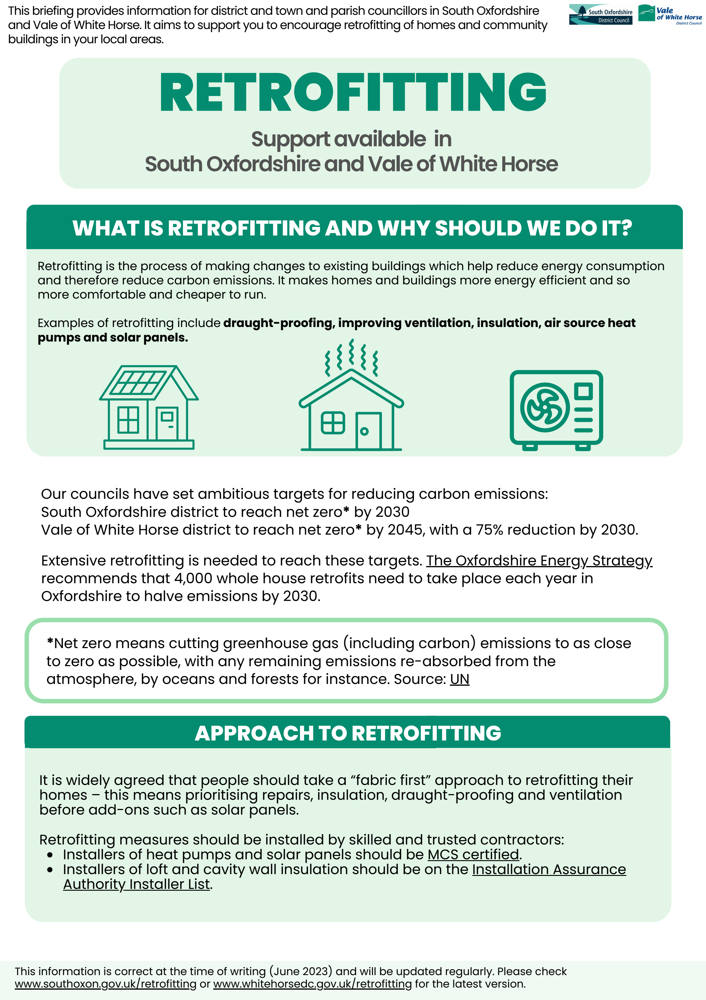 This briefing provides information for district and town and parish councillors in South Oxfordshire
and Vale of White Horse. It aims to support you to encourage retrofitting of homes and community
buildings in your local areas.
South Oxfordshire
District Council
Vale
of White Horse
District Council
RETROFITTING
Support available in
South Oxfordshire and Vale of White Horse
WHAT IS RETROFITTING AND WHY SHOULD WE DO IT?
Retrofitting is the process of making changes to existing buildings which help reduce energy consumption
and therefore reduce carbon emissions. It makes homes and buildings more energy efficient and so
more comfortable and cheaper to run.
Examples of retrofitting include draught-proofing, improving ventilation, insulation, air source heat
pumps and solar panels.
Our councils have set ambitious targets for reducing carbon emissions:
South Oxfordshire district to reach net zero* by 2030
Vale of White Horse district to reach net zero* by 2045, with a 75% reduction by 2030.
Extensive retrofitting is needed to reach these targets. The Oxfordshire Energy Strategy
recommends that 4,000 whole house retrofits need to take place each year in
Oxfordshire to halve emissions by 2030.
*Net zero means cutting greenhouse gas (including carbon) emissions to as close
to zero as possible, with any remaining emissions re-absorbed from the
atmosphere, by oceans and forests for instance. Source: UN
APPROACH TO RETROFITTING
It is widely agreed that people should take a “fabric first” approach to retrofitting their
homes – this means prioritising repairs, insulation, draught-proofing and ventilation
before add-ons such as solar panels.
Retrofitting measures should be installed by skilled and trusted contractors:
• Installers of heat pumps and solar panels should be MCS certified.
• Installers of loft and cavity wall insulation should be on the Installation Assurance
Authority Installer List.
This information is correct at the time of writing (June 2023) and will be updated regularly. Please check
www.southoxon.gov.uk/retrofitting or www.whitehorsedc.gov.uk/retrofitting for the latest version.